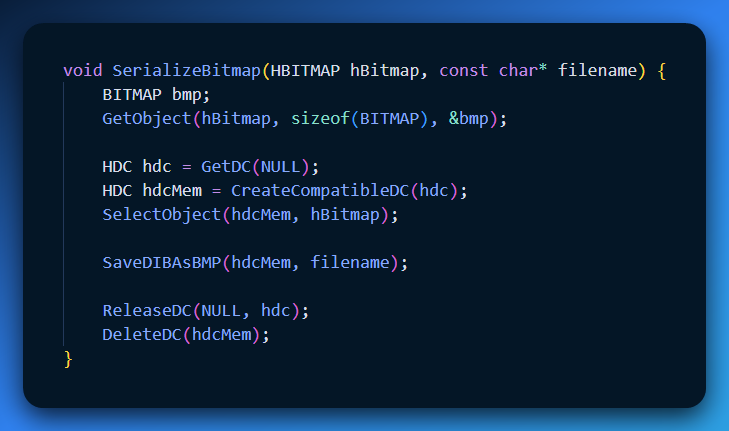 void SerializeBitmap(HBITMAP hBitmap, const char* filename) {
    BITMAP bmp;
    GetObject(hBitmap, sizeof(BITMAP), &bmp);

    HDC hdc = GetDC(NULL);
    HDC hdcMem = CreateCompatibleDC(hdc);
    SelectObject(hdcMem, hBitmap);

    SaveDIBAsBMP(hdcMem, filename);

    ReleaseDC(NULL, hdc);
    DeleteDC(hdcMem);
}